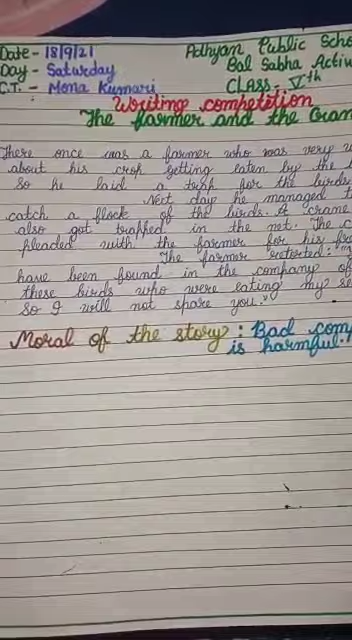 Date - 18/9/21 Adhyan Public
Day - Saturday Bal Sabha
C.T. - Mona Kumari CLASS - Vth
Writing competetion
The farmer and the
There once was a farmer who was very
about his crop getting eaten by the
So he laid a trap for the birds
Next day he managed
catch a flock of the birds. A crane
also got trapped in the net. The
pleaded with the farmer for his
The farmer retorted:
have been found in the company of
these birds who were eating my
so I will not spare you."
Moral of the story: Bad
is harmful.